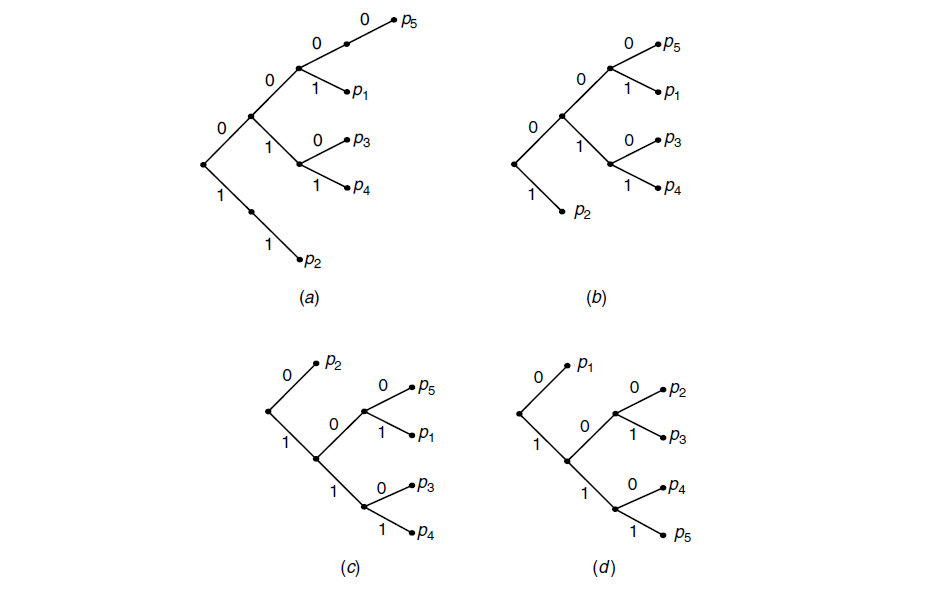 0 p5
0
0 1 p1
0 0 p3
1
1 1 p4
1 p2
(a)
0 p5
0
0 1 p1
0 p3
1
1 1 p4
p2
(b)
0 p2
0 p5
0
1 1 p1
1 0 p3
1 p4
(c)
0 p1
0 p2
0
1 1 p3
1 0 p4
1 p5
(d)